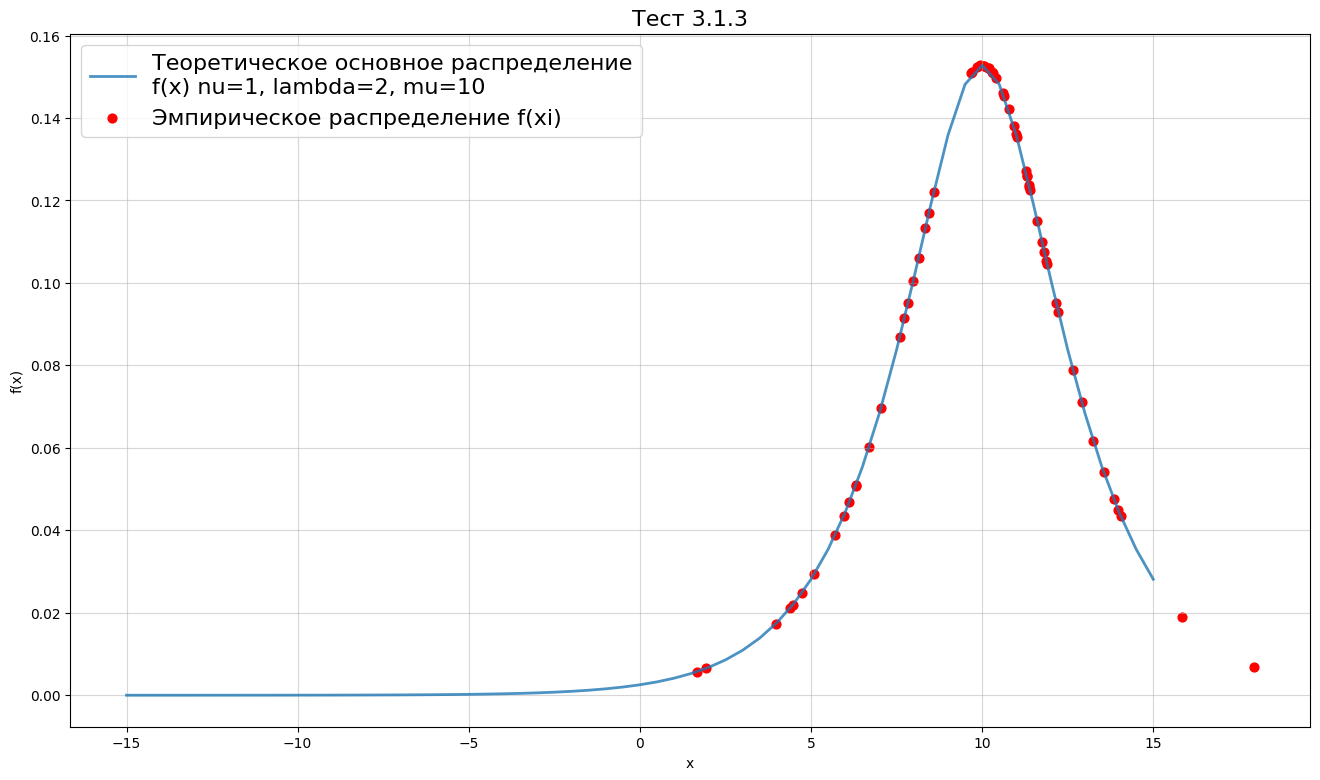 Тест 3.1.3
Теоретическое основное распределение
f(x) nu=1, lambda=2, mu=10
Эмпирическое распределение f(xi)
f(x)
0.16
0.14
0.12
0.10
0.08
0.06
0.04
0.02
0.00
−15
−10
−5
0
5
10
15
x